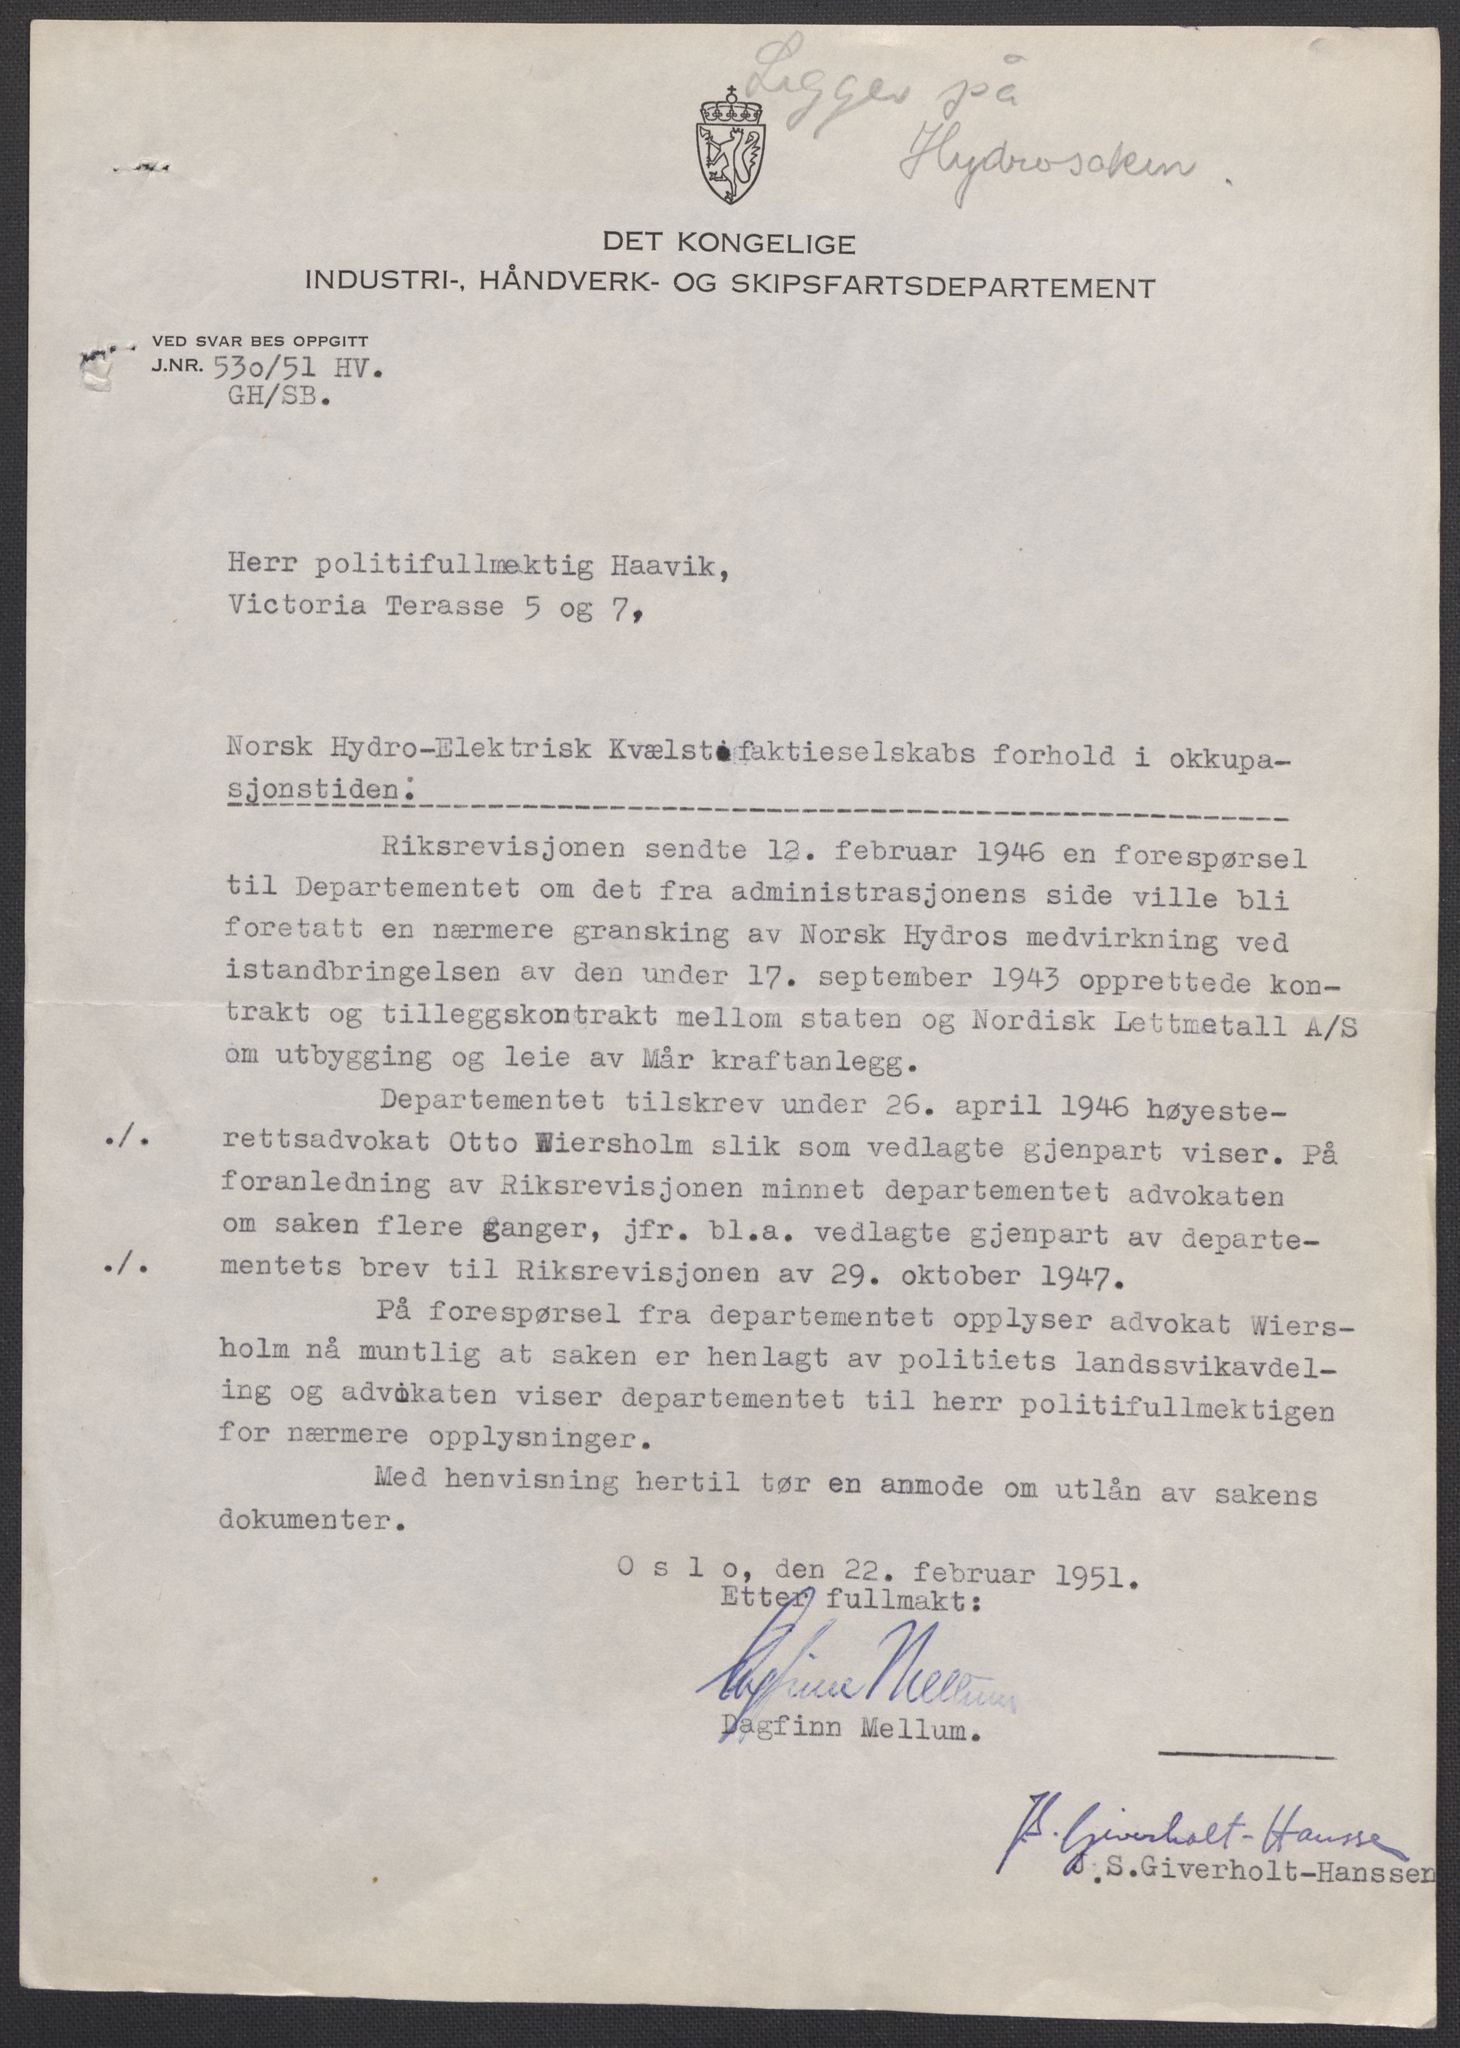 Ligger på
Hydrosaken.
DET KONGELIGE
INDUSTRI-, HÅNDVERK- OG SKIPSFARTSDEPARTEMENT
VED SVAR BES OPPGITT
J.NR. 530/51 HV.
GH/SB.
Herr politifullmektig Haavik,
Victoria Terasse 5 og 7,
Norsk Hydro-Elektrisk Kvælstofaktieselskabs forhold i okkupa-
sjonstiden:
Riksrevisjonen sendte 12. februar 1946 en forespørsel
til Departementet om det fra administrasjonens side ville bli
foretatt en nærmere gransking av Norsk Hydros medvirkning ved
istandbringelsen av den under 17. september 1943 opprettede kon-
trakt og tilleggskontrakt mellom staten og Nordisk Lettmetall A/S
om utbygging og leie av Mår kraftanlegg.
Departementet tilskrev under 26. april 1946 høyeste-
./. rettsadvokat Otto Wiersholm slik som vedlagte gjenpart viser. På
foranledning av Riksrevisjonen minnet departementet advokaten
om saken flere ganger, jfr. bl.a. vedlagte gjenpart av departe-
./. mentets brev til Riksrevisjonen av 29. oktober 1947.
På forespørsel fra departementet opplyser advokat Wiers-
holm nå muntlig at saken er henlagt av politiets landssvikavdel-
ing og advokaten viser departementet til herr politifullmektigen
for nærmere opplysninger.
Med henvisning hertil tør en anmode om utlån av sakens
dokumenter.
O s l o, den 22. februar 1951.
Etter fullmakt:
Dagfinn Mellum
Dagfinn Mellum.
Giverholt-Hanssen
S.Giverholt-Hanssen